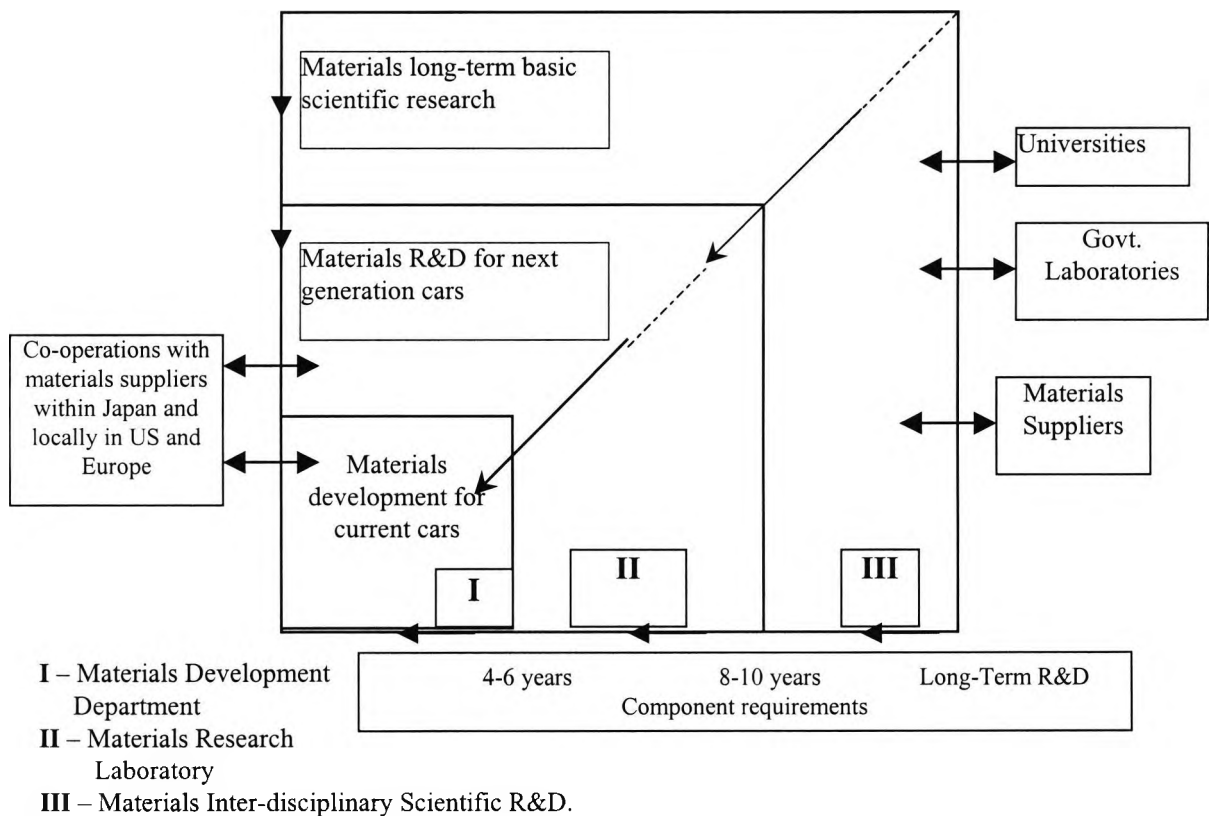 Materials long-term basic
scientific research
Universities
Materials R&D for next
generation cars
Govt.
Laboratories
Co-operations with
materials suppliers
within Japan and
locally in US and
Europe
Materials
Suppliers
Materials
development for
current cars
I
II
III
I – Materials Development
Department
II – Materials Research
Laboratory
III – Materials Inter-disciplinary Scientific R&D.
4-6 years 8-10 years Long-Term R&D
Component requirements